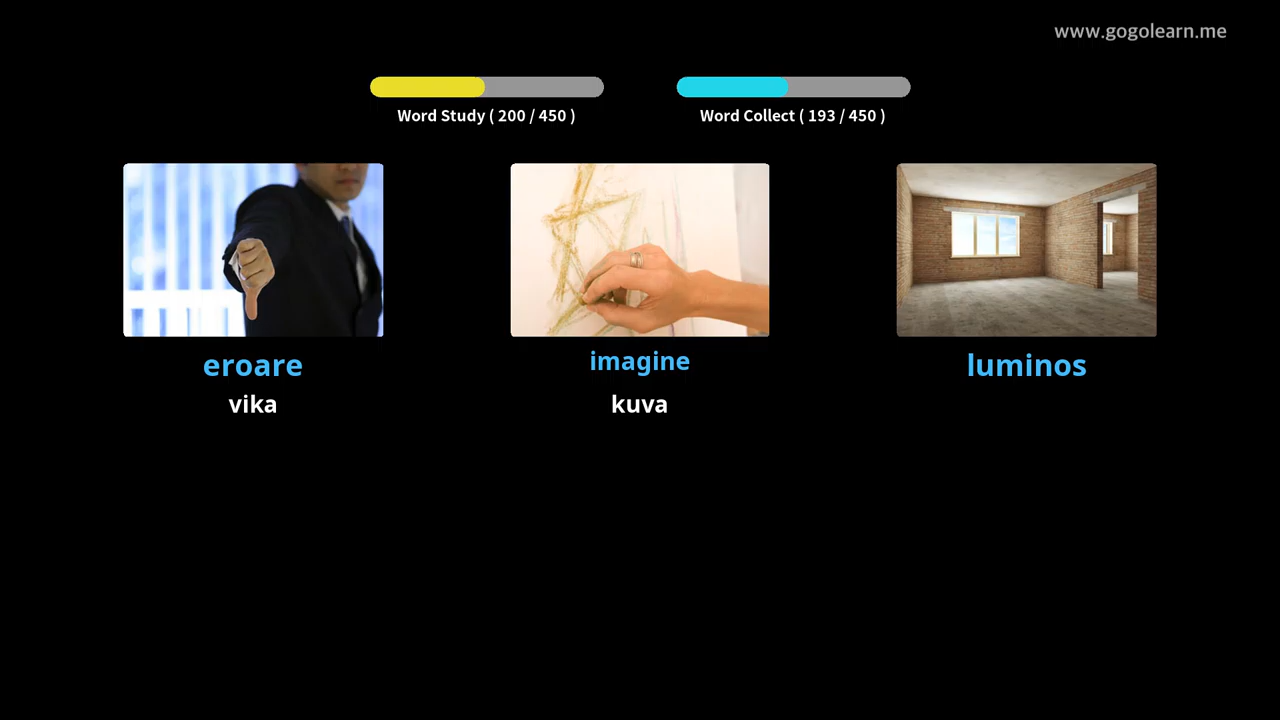 www.gogolearn.me
Word Study ( 200 / 450 )
Word Collect ( 193 / 450 )
eroare
imagine
luminos
vika
kuva